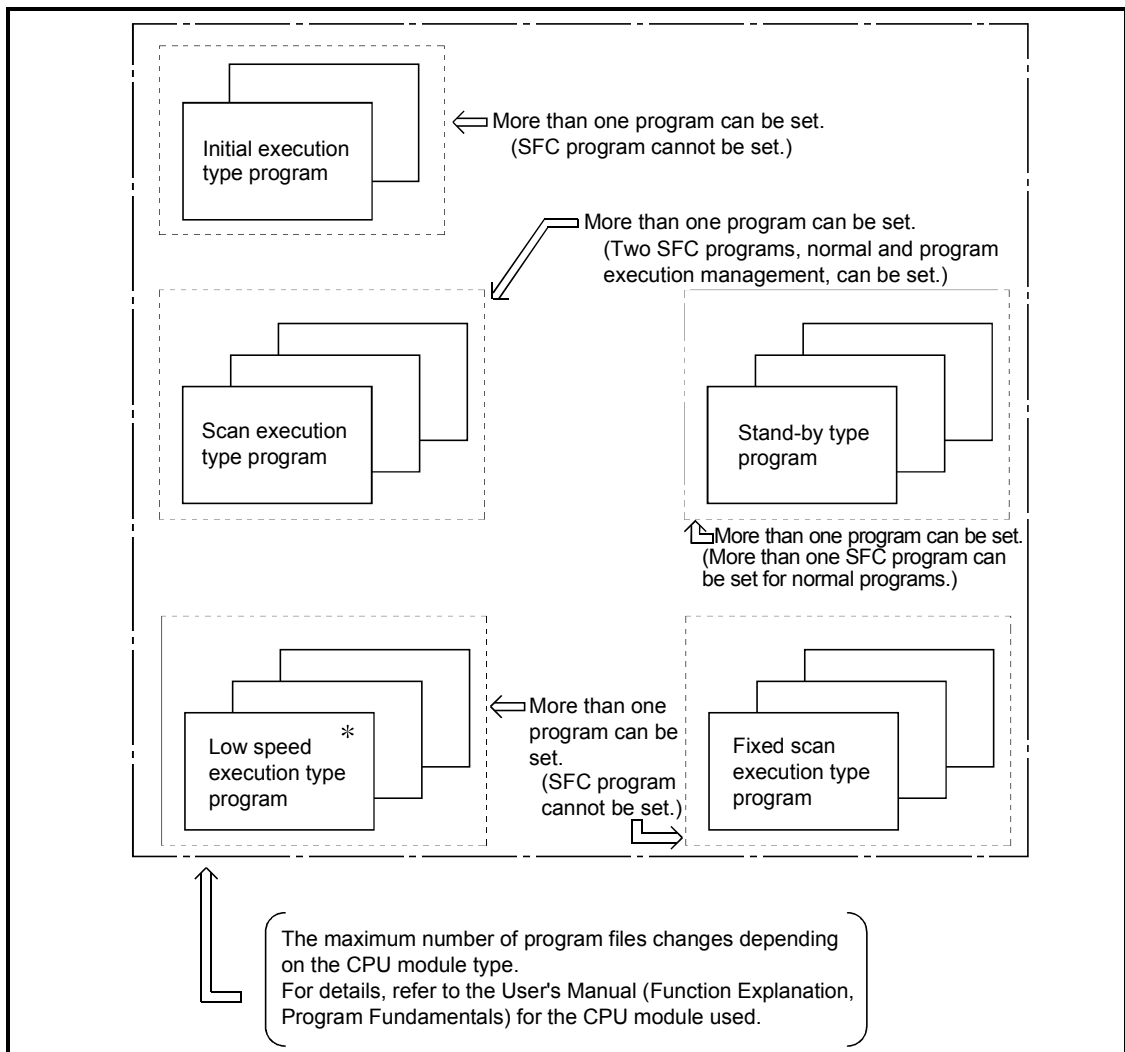 Initial execution
type program
More than one program can be set.
(SFC program cannot be set.)
More than one program can be set.
(Two SFC programs, normal and program
execution management, can be set.)
Scan execution
type program
Stand-by type
program
More than one program can be set.
(More than one SFC program can
be set for normal programs.)
Low speed *
execution type
program
More than one
program can be
set.
(SFC program
cannot be set.)
Fixed scan
execution type
program
The maximum number of program files changes depending
on the CPU module type.
For details, refer to the User's Manual (Function Explanation,
Program Fundamentals) for the CPU module used.